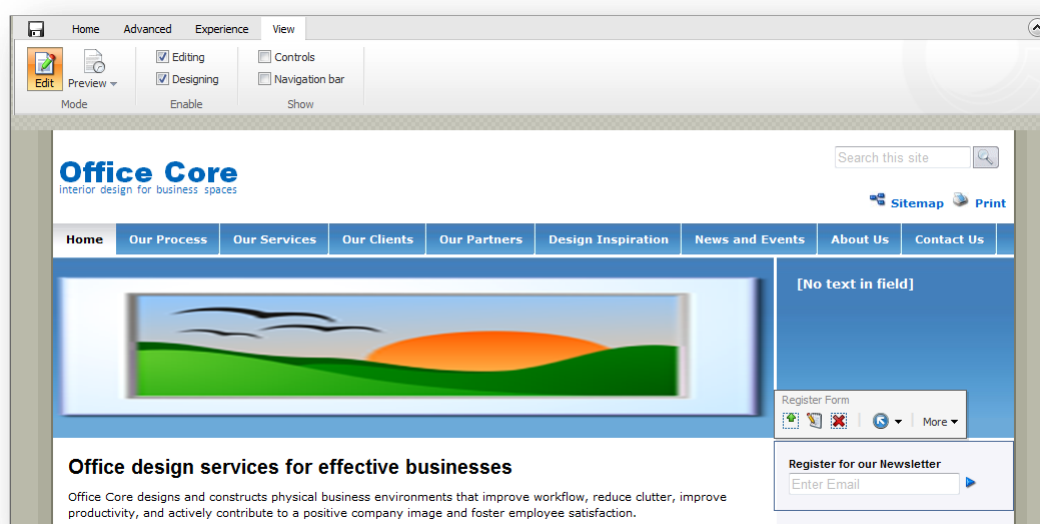 Home Advanced Experience View
Editing Controls
Edit Preview Designing Navigation bar
Mode Enable Show
Office Core
interior design for business spaces
Search this site
Sitemap Print
Home Our Process Our Services Our Clients Our Partners Design Inspiration News and Events About Us Contact Us
[No text in field]
Register Form
More
Register for our Newsletter
Enter Email
Office design services for effective businesses
Office Core designs and constructs physical business environments that improve workflow, reduce clutter, improve
productivity, and actively contribute to a positive company image and foster employee satisfaction.